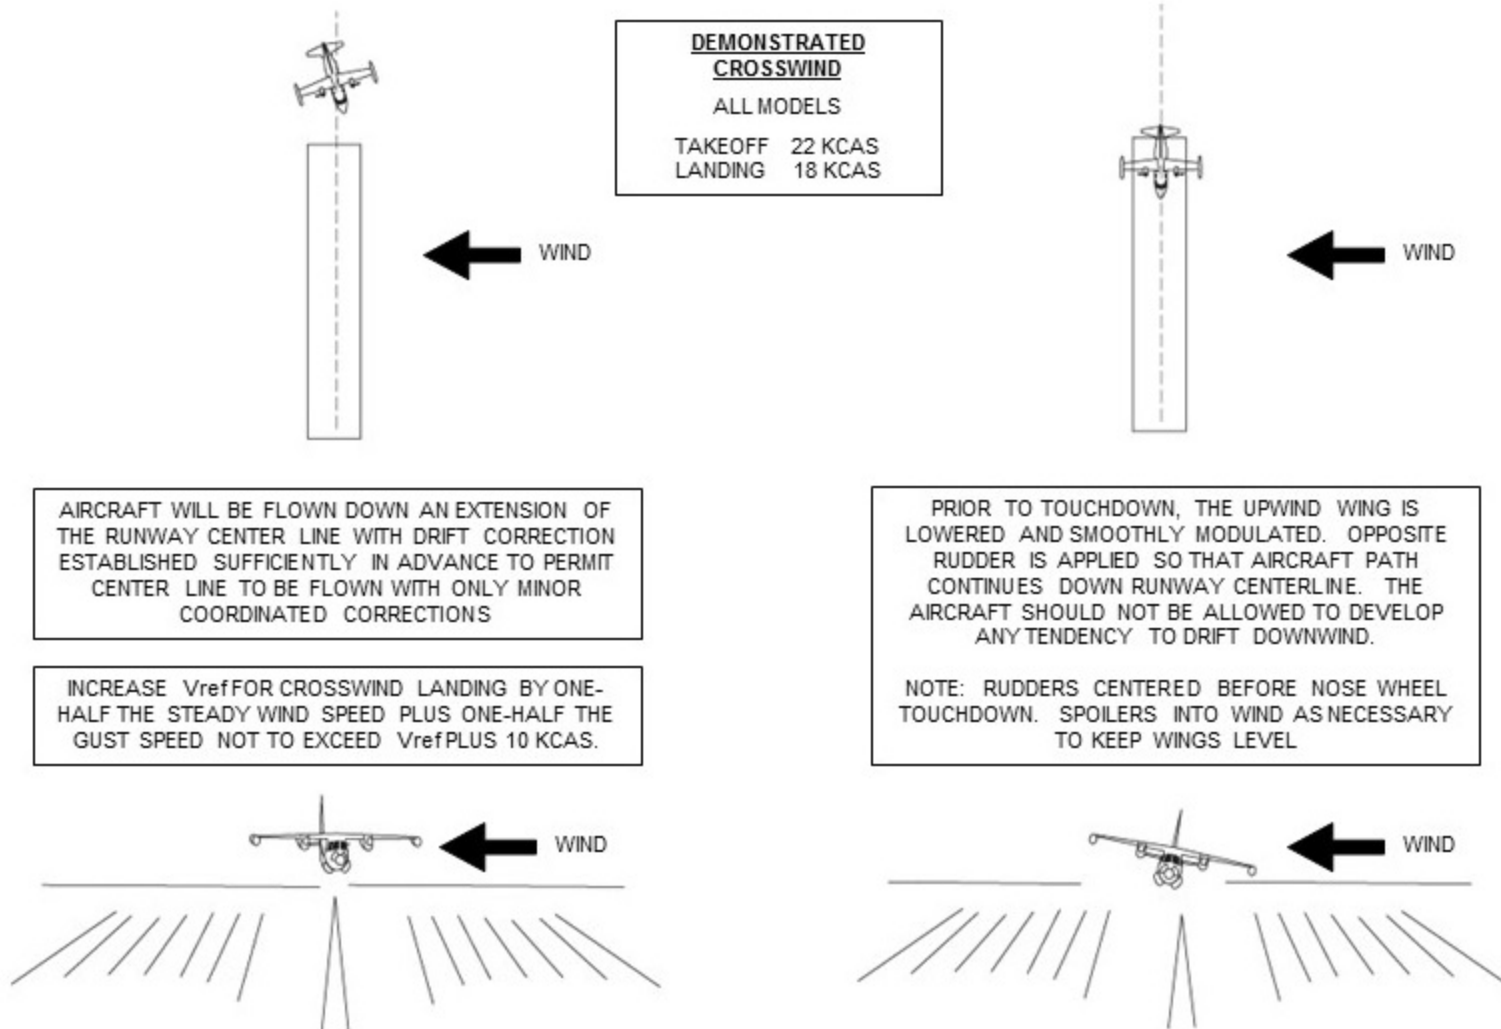 DEMONSTRATED
CROSSWIND
ALL MODELS
TAKEOFF 22 KCAS
LANDING 18 KCAS
WIND
WIND
AIRCRAFT WILL BE FLOWN DOWN AN EXTENSION OF
THE RUNWAY CENTER LINE WITH DRIFT CORRECTION
ESTABLISHED SUFFICIENTLY IN ADVANCE TO PERMIT
CENTER LINE TO BE FLOWN WITH ONLY MINOR
COORDINATED CORRECTIONS
INCREASE Vref FOR CROSSWIND LANDING BY ONE-
HALF THE STEADY WIND SPEED PLUS ONE-HALF THE
GUST SPEED NOT TO EXCEED Vref PLUS 10 KCAS.
PRIOR TO TOUCHDOWN, THE UPWIND WING IS
LOWERED AND SMOOTHLY MODULATED. OPPOSITE
RUDDER IS APPLIED SO THAT AIRCRAFT PATH
CONTINUES DOWN RUNWAY CENTERLINE. THE
AIRCRAFT SHOULD NOT BE ALLOWED TO DEVELOP
ANY TENDENCY TO DRIFT DOWNWIND.
NOTE: RUDDERS CENTERED BEFORE NOSE WHEEL
TOUCHDOWN. SPOILERS INTO WIND AS NECESSARY
TO KEEP WINGS LEVEL
WIND
WIND